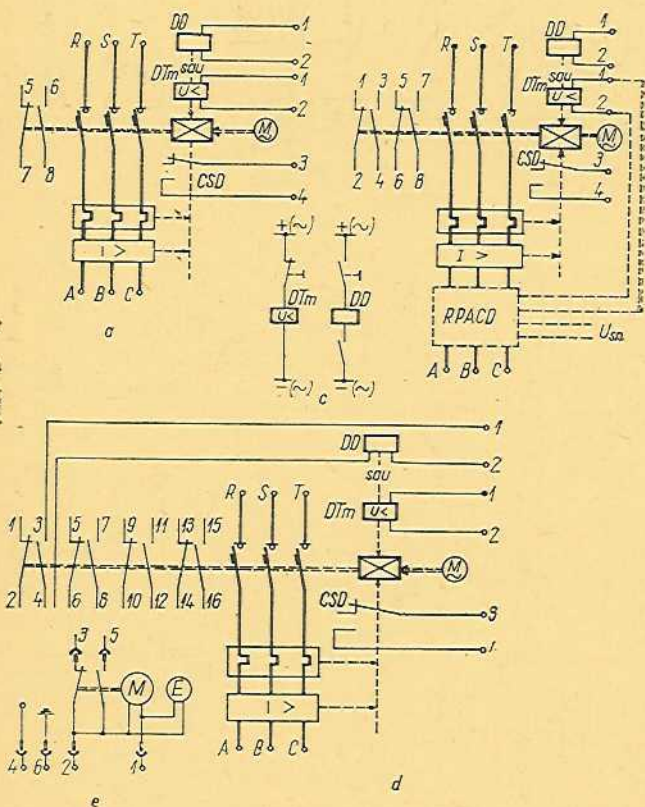 R S T
DD
1
2
sau
1
DTm
U<
2
5 6
M
7 8
3
CSD
4
I >
A B C
a
R S T
DD
1
2
sau
1
DTm
U<
2
1 3 5 7
M
2 4 6 8
CSD
3
4
I >
RPACD
Usn
A B C
+(~) +(~)
DTm DD
U<
−(~) −(~)
c
1
DD
2
sau
R S T
1
DTm
U<
2
1 3 5 7 9 11 13 15
M
2 4 6 8 10 12 14 16
CSD
3
1
I >
A B C
d
3 5
M E
4 6 2 1
e